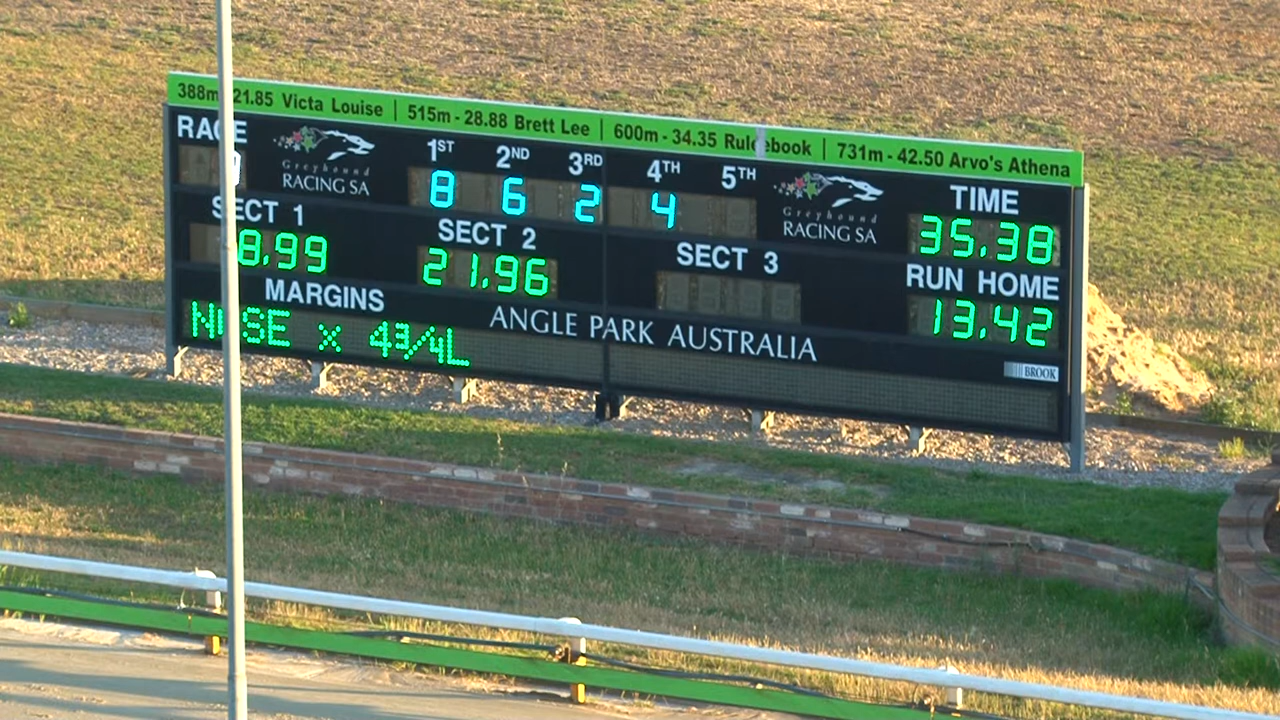 388m 21.85 Victa Louise | 515m - 28.88 Brett Lee | 600m - 34.35 Rulebook | 731m - 42.50 Arvo's Athena
RACE
Greyhound
RACING SA
1ST 2ND 3RD 4TH 5TH
8 6 2 4
Greyhound
RACING SA
TIME
35.38
SECT 1
8.99
SECT 2
21.96
SECT 3
RUN HOME
13.42
MARGINS
NOSE x 4 3/4L
ANGLE PARK AUSTRALIA
BROOK